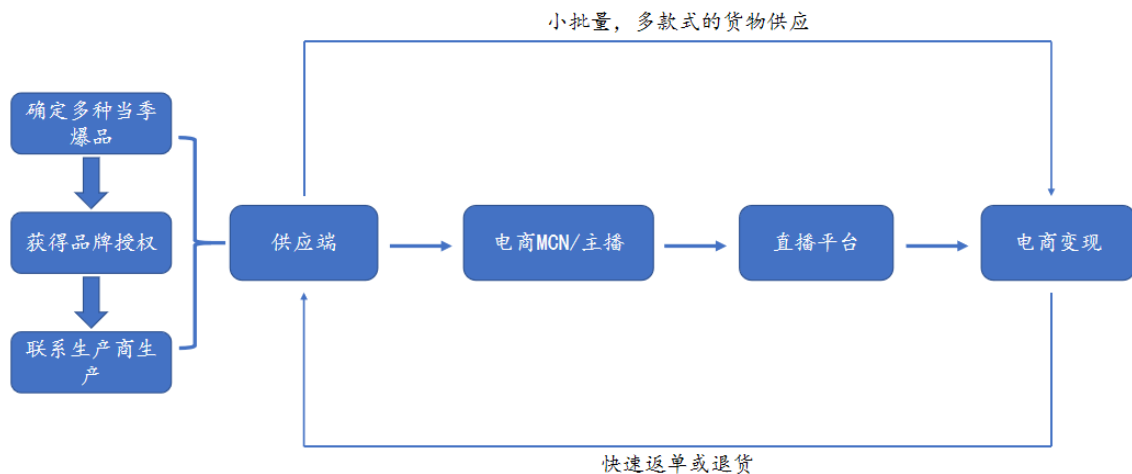 小批量，多款式的货物供应
确定多种当季
爆品
获得品牌授权
联系生产商生
产
供应端
电商MCN/主播
直播平台
电商变现
快速返单或退货